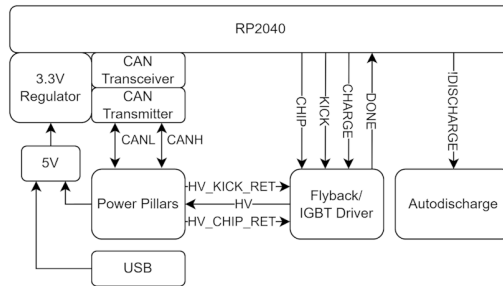 RP2040
3.3V
Regulator
CAN
Transceiver
CAN
Transmitter
CHIP
KICK
CHARGE
DONE
!DISCHARGE
CANL
CANH
5V
Power Pillars
HV_KICK_RET
HV
HV_CHIP_RET
Flyback/
IGBT Driver
Autodischarge
USB